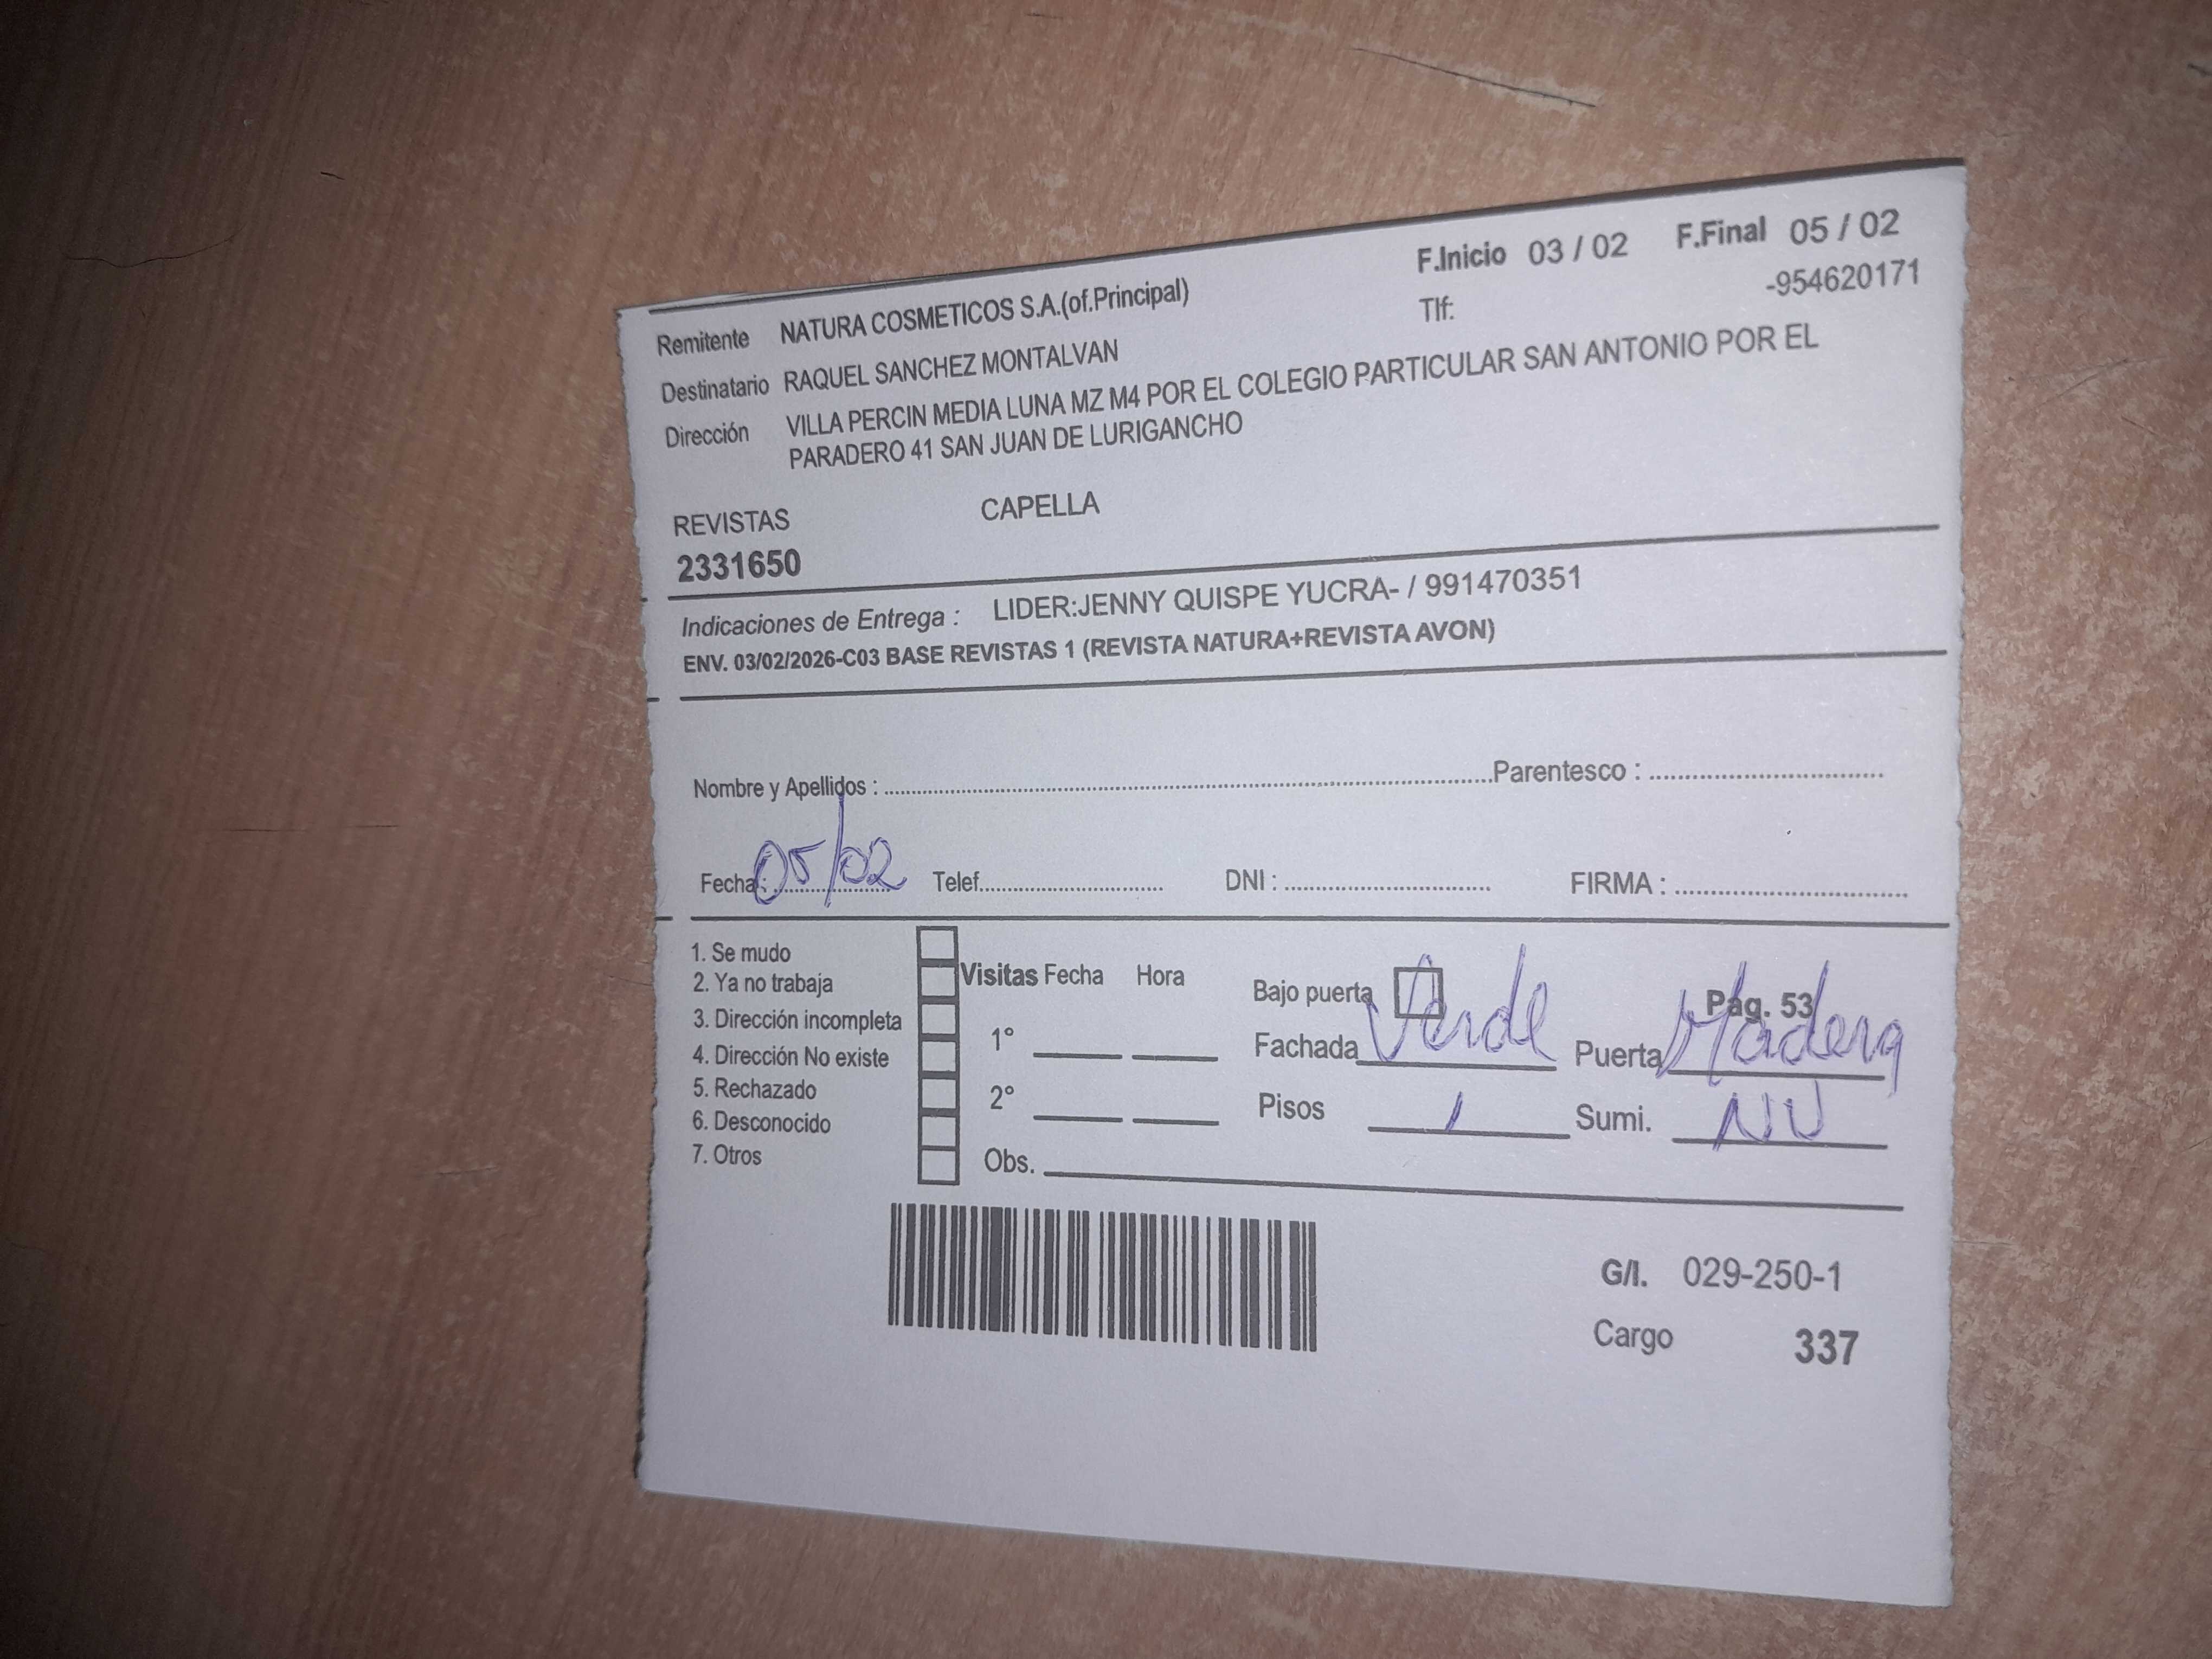 F.Inicio 03 / 02 F.Final 05 / 02
Remitente NATURA COSMETICOS S.A.(of.Principal) Tlf: -954620171
Destinatario RAQUEL SANCHEZ MONTALVAN
Dirección VILLA PERCIN MEDIA LUNA MZ M4 POR EL COLEGIO PARTICULAR SAN ANTONIO POR EL
PARADERO 41 SAN JUAN DE LURIGANCHO
REVISTAS CAPELLA
2331650
Indicaciones de Entrega : LIDER:JENNY QUISPE YUCRA- / 991470351
ENV. 03/02/2026-C03 BASE REVISTAS 1 (REVISTA NATURA+REVISTA AVON)
Nombre y Apellidos : Parentesco :
Fecha: 05/02 Telef. DNI : FIRMA :
1. Se mudo
2. Ya no trabaja
3. Dirección incompleta
4. Dirección No existe
5. Rechazado
6. Desconocido
7. Otros
Visitas Fecha Hora
1°
2°
Obs.
Bajo puerta Pág. 53
Fachada Verde Puerta Madera
Pisos 1 Sumi. NU
G/I. 029-250-1
Cargo 337